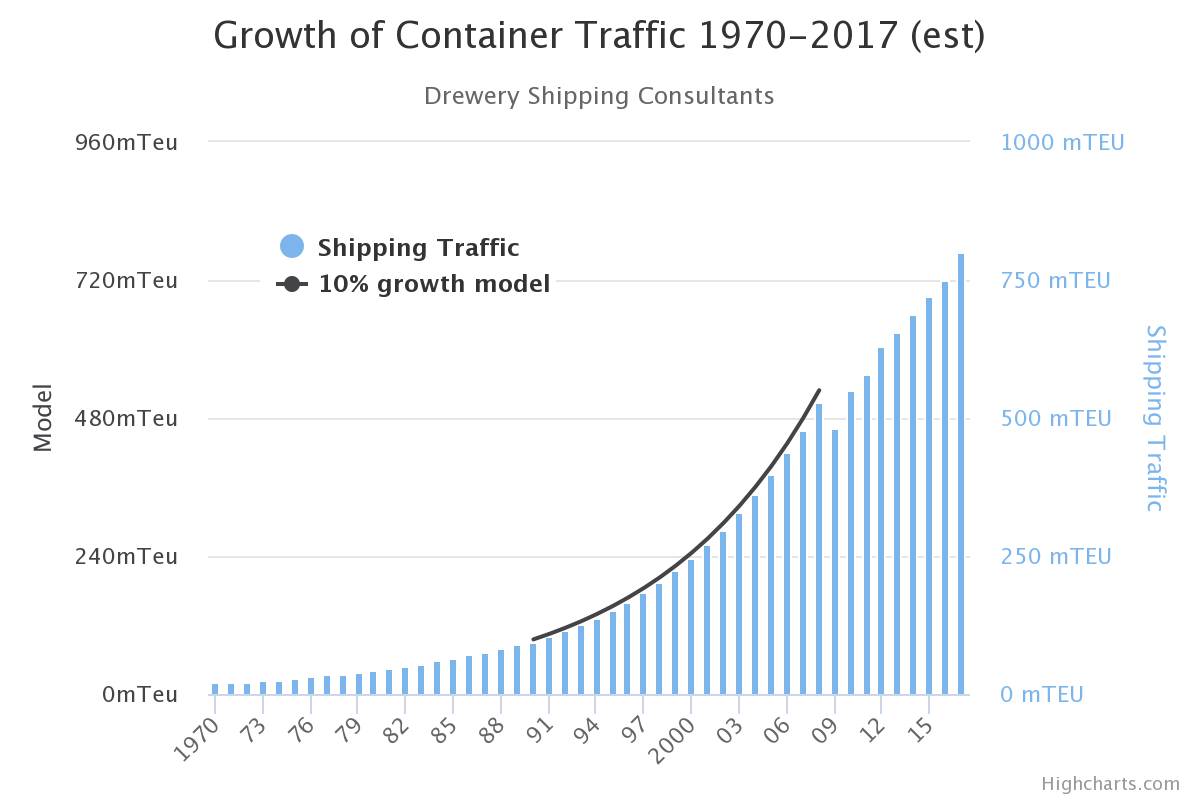 Growth of Container Traffic 1970-2017 (est)
Drewery Shipping Consultants
960mTeu
720mTeu
480mTeu
240mTeu
0mTeu
Model
1000 mTEU
750 mTEU
500 mTEU
250 mTEU
0 mTEU
Shipping Traffic
Shipping Traffic
10% growth model
1970
73
76
79
82
85
88
91
94
97
2000
03
06
09
12
15
Highcharts.com